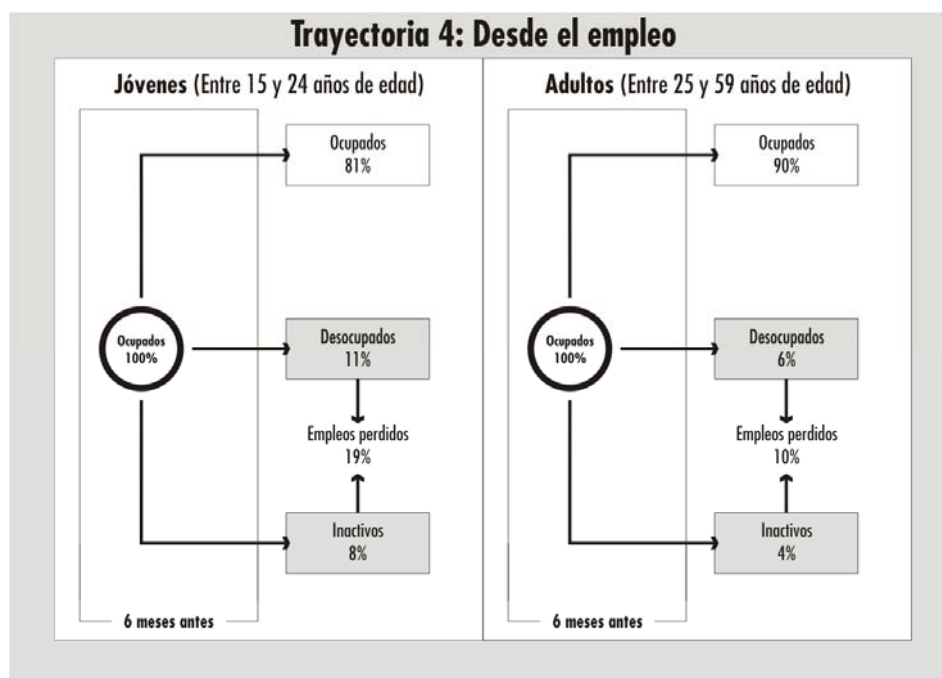 Trayectoria 4: Desde el empleo
Jóvenes (Entre 15 y 24 años de edad)
Ocupados
81%
Ocupados
100%
Desocupados
11%
Empleos perdidos
19%
Inactivos
8%
6 meses antes
Adultos (Entre 25 y 59 años de edad)
Ocupados
90%
Ocupados
100%
Desocupados
6%
Empleos perdidos
10%
Inactivos
4%
6 meses antes